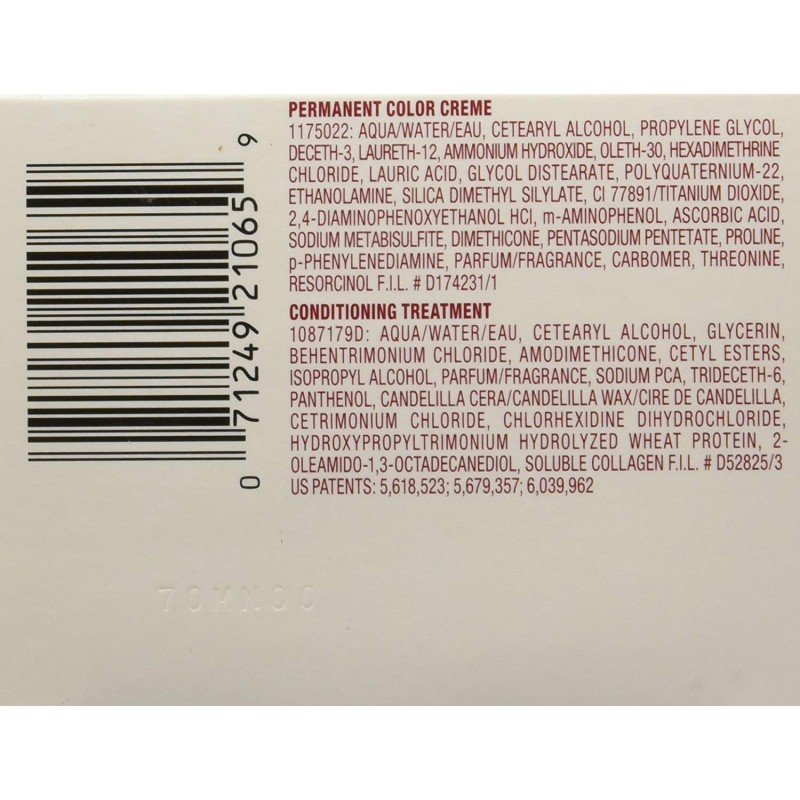 PERMANENT COLOR CREME
1175022: AQUA/WATER/EAU, CETEARYL ALCOHOL, PROPYLENE GLYCOL,
DECETH-3, LAURETH-12, AMMONIUM HYDROXIDE, OLETH-30, HEXADIMETHRINE
CHLORIDE, LAURIC ACID, GLYCOL DISTEARATE, POLYQUATERNIUM-22,
ETHANOLAMINE, SILICA DIMETHYL SILYLATE, CI 77891/TITANIUM DIOXIDE,
2,4-DIAMINOPHENOXYETHANOL HCl, m-AMINOPHENOL, ASCORBIC ACID,
SODIUM METABISULFITE, DIMETHICONE, PENTASODIUM PENTETATE, PROLINE,
p-PHENYLENEDIAMINE, PARFUM/FRAGRANCE, CARBOMER, THREONINE,
RESORCINOL F.I.L. # D174231/1
CONDITIONING TREATMENT
1087179D: AQUA/WATER/EAU, CETEARYL ALCOHOL, GLYCERIN,
BEHENTRIMONIUM CHLORIDE, AMODIMETHICONE, CETYL ESTERS,
ISOPROPYL ALCOHOL, PARFUM/FRAGRANCE, SODIUM PCA, TRIDECETH-6,
PANTHENOL, CANDELILLA CERA/CANDELILLA WAX/CIRE DE CANDELILLA,
CETRIMONIUM CHLORIDE, CHLORHEXIDINE DIHYDROCHLORIDE,
HYDROXYPROPYLTRIMONIUM HYDROLYZED WHEAT PROTEIN, 2-
OLEAMIDO-1,3-OCTADECANEDIOL, SOLUBLE COLLAGEN F.I.L. # D52825/3
US PATENTS: 5,618,523; 5,679,357; 6,039,962
0 71249 21065 9